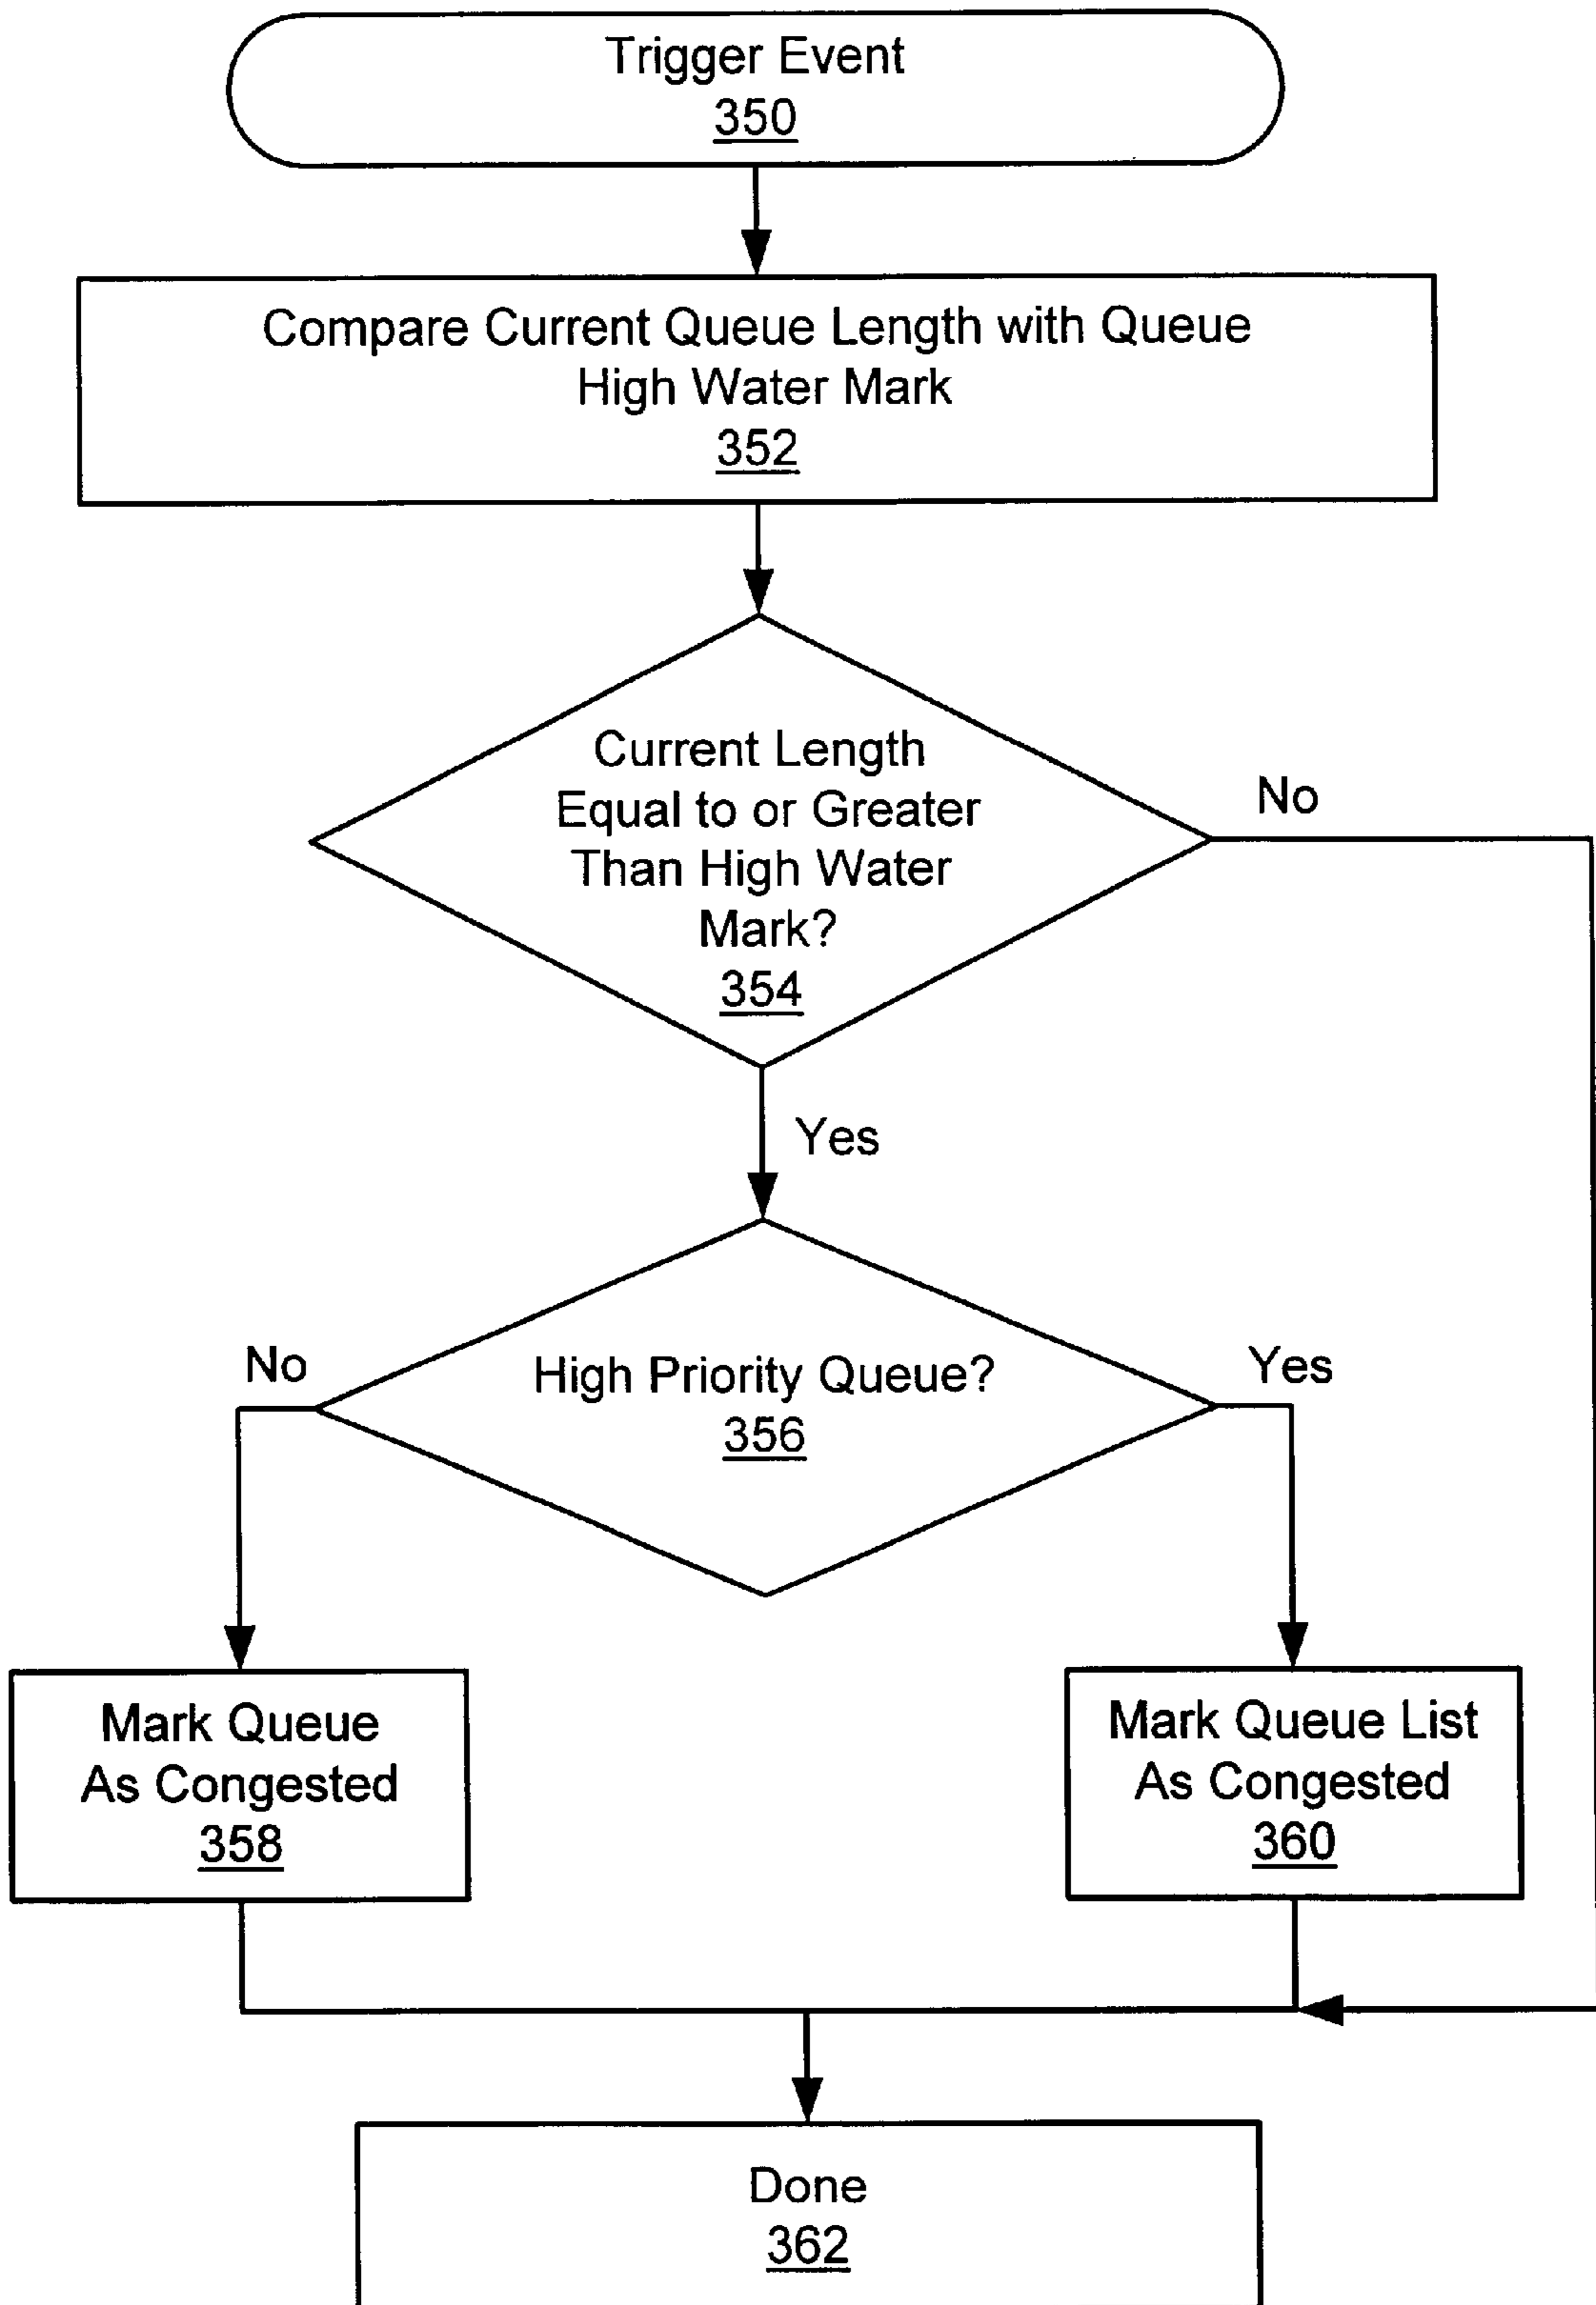 Trigger Event
350
Compare Current Queue Length with Queue
High Water Mark
352
Current Length
Equal to or Greater
Than High Water
Mark?
354
No
Yes
High Priority Queue?
356
No
Yes
Mark Queue
As Congested
358
Mark Queue List
As Congested
360
Done
362